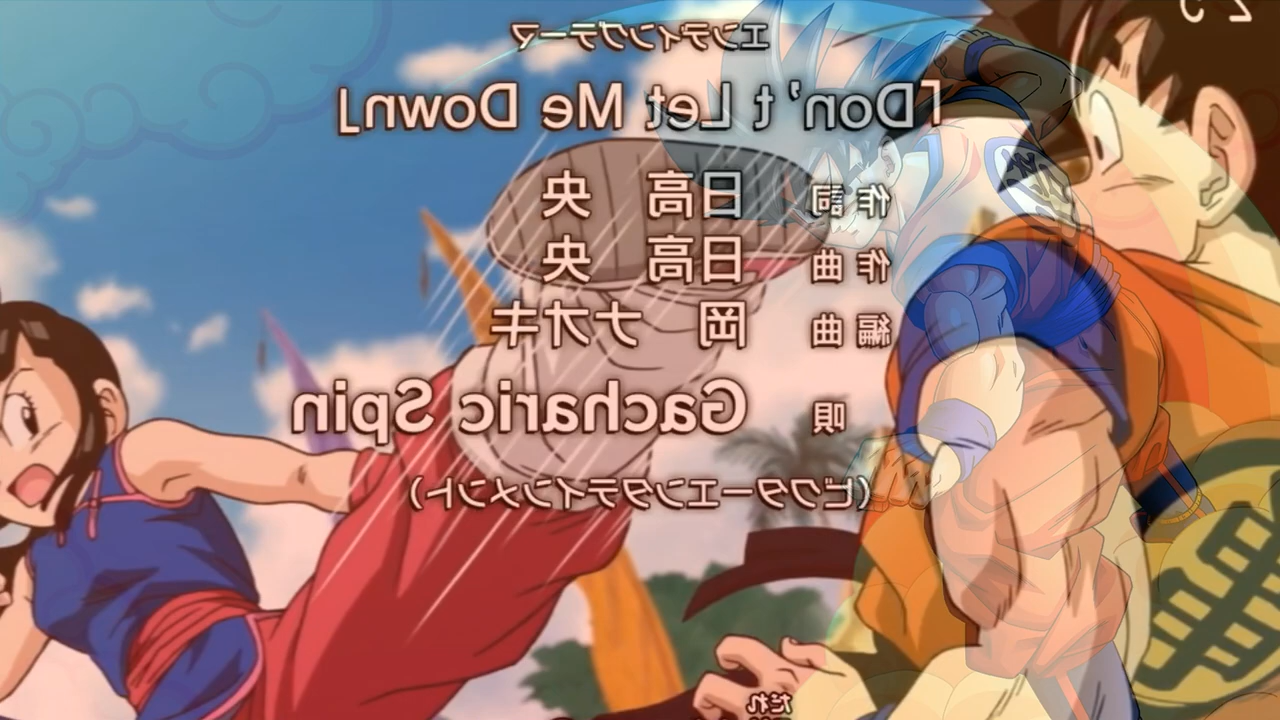 エンディングテーマ
「Don't Let Me Down」
作詞 日高 央
作曲 日高 央
編曲 岡 ナオキ
唄 Gacharic Spin
(ビクターエンタテインメント)
だれ